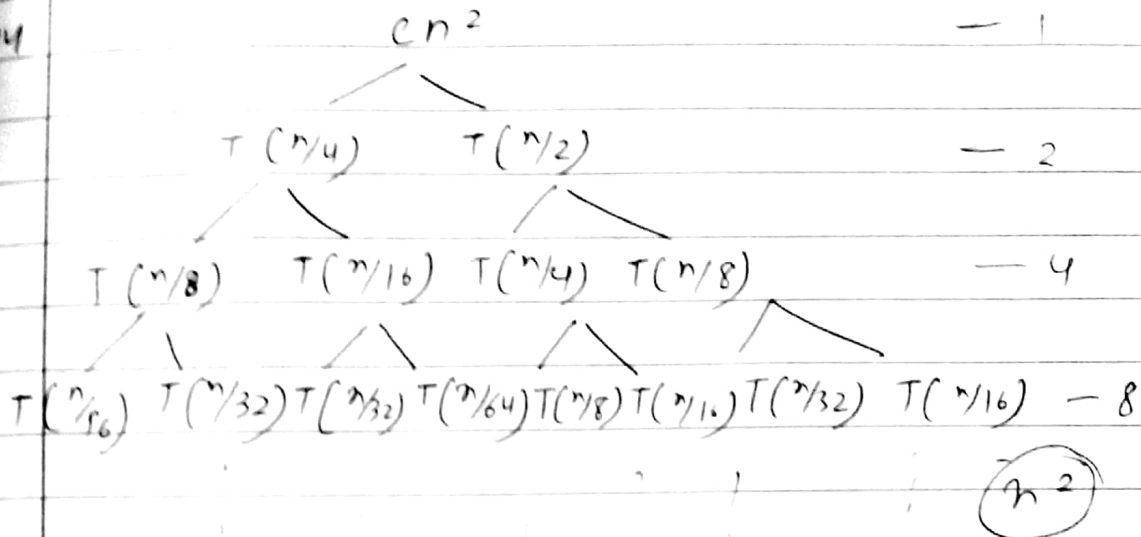 cn² — 1
T(n/4) T(n/2) — 2
T(n/8) T(n/16) T(n/4) T(n/8) — 4
T(n/16) T(n/32) T(n/32) T(n/64) T(n/8) T(n/16) T(n/32) T(n/16) — 8
n²